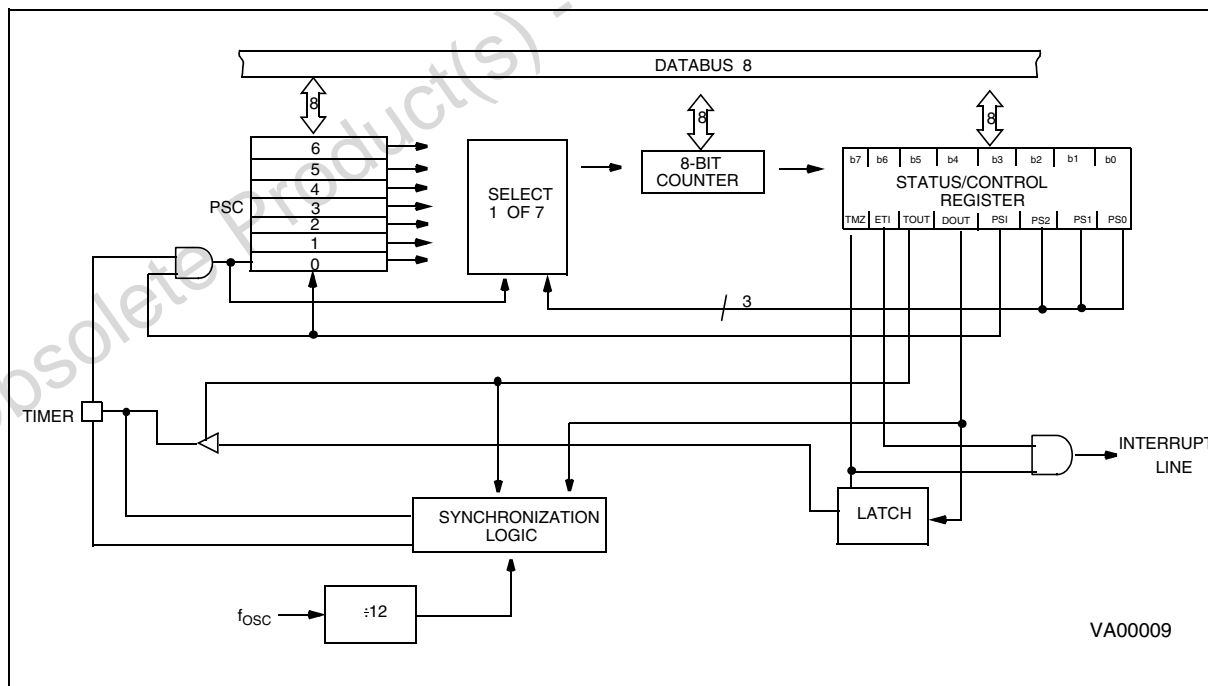 Obsolete Product(s) -
DATABUS 8
8
8
8
PSC
6
5
4
3
2
1
0
SELECT
1 OF 7
8-BIT
COUNTER
b7 b6 b5 b4 b3 b2 b1 b0
STATUS/CONTROL
REGISTER
TMZ ETI TOUT DOUT PSI PS2 PS1 PS0
3
TIMER
INTERRUPT
LINE
SYNCHRONIZATION
LOGIC
LATCH
fOSC
÷12
VA00009